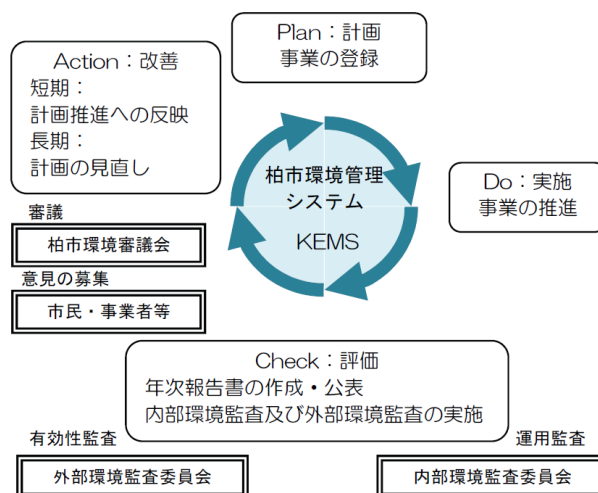 Plan：計画
事業の登録
Action：改善
短期：
計画推進への反映
長期：
計画の見直し
柏市環境管理
システム
KEMS
Do：実施
事業の推進
審議
柏市環境審議会
意見の募集
市民・事業者等
Check：評価
年次報告書の作成・公表
内部環境監査及び外部環境監査の実施
有効性監査
外部環境監査委員会
運用監査
内部環境監査委員会